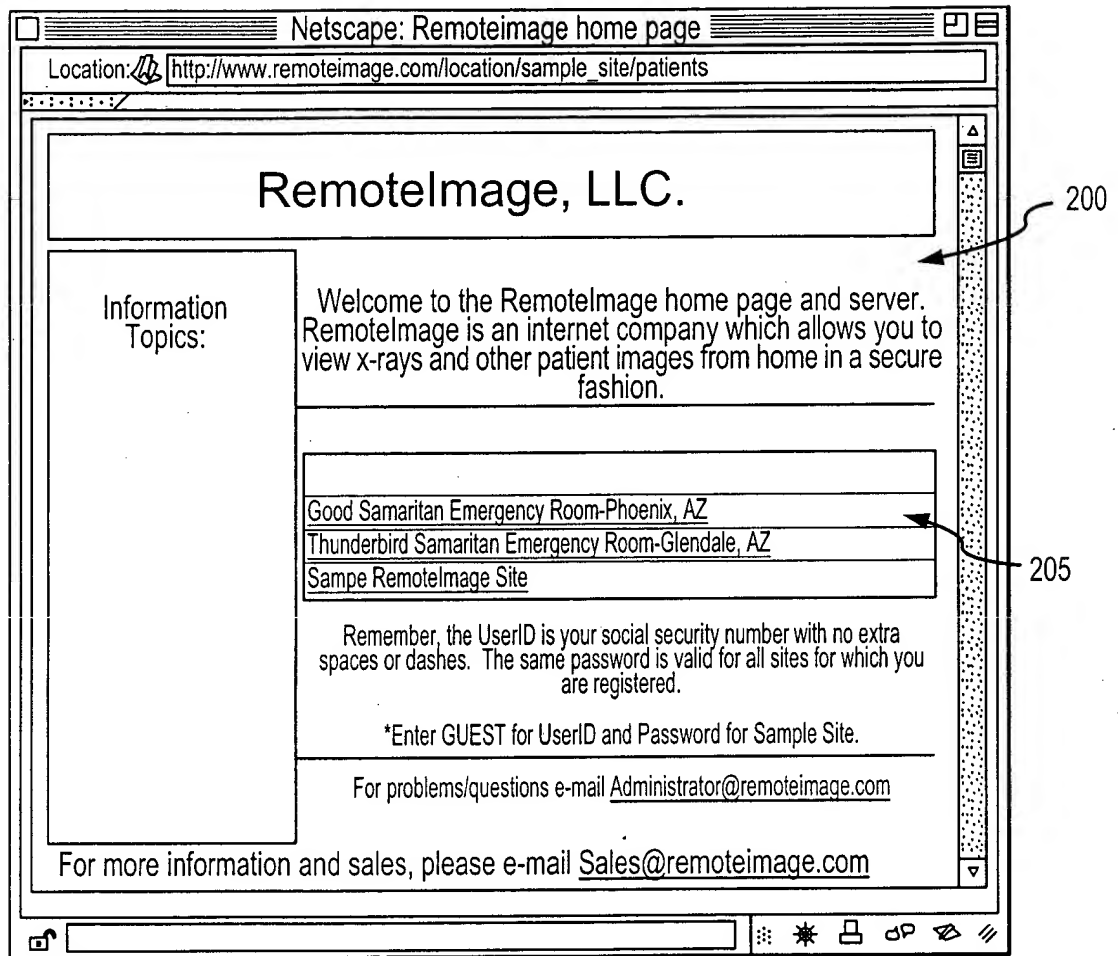 Netscape: RemoteImage home page
Location: http://www.remoteimage.com/location/sample_site/patients
RemoteImage, LLC.
200
Information
Topics:
Welcome to the RemoteImage home page and server.
RemoteImage is an internet company which allows you to
view x-rays and other patient images from home in a secure
fashion.
Good Samaritan Emergency Room-Phoenix, AZ
Thunderbird Samaritan Emergency Room-Glendale, AZ
Sampe RemoteImage Site
205
Remember, the UserID is your social security number with no extra
spaces or dashes. The same password is valid for all sites for which you
are registered.
*Enter GUEST for UserID and Password for Sample Site.
For problems/questions e-mail Administrator@remoteimage.com
For more information and sales, please e-mail Sales@remoteimage.com